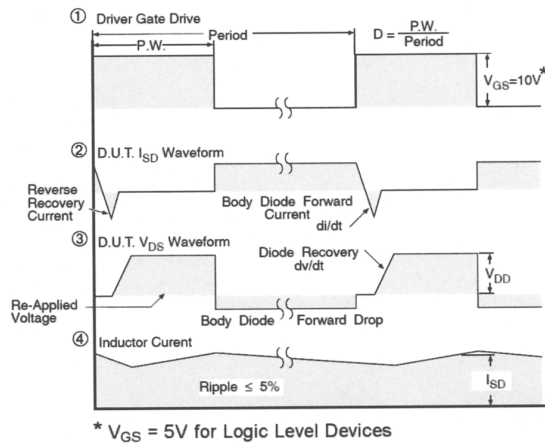 ① Driver Gate Drive
P.W.
Period
D = P.W. / Period
VGS=10V*
② D.U.T. ISD Waveform
Reverse
Recovery
Current
Body Diode Forward
Current
di/dt
③ D.U.T. VDS Waveform
Diode Recovery
dv/dt
VDD
Re-Applied
Voltage
Body Diode Forward Drop
④ Inductor Curent
Ripple ≤ 5%
ISD
* VGS = 5V for Logic Level Devices